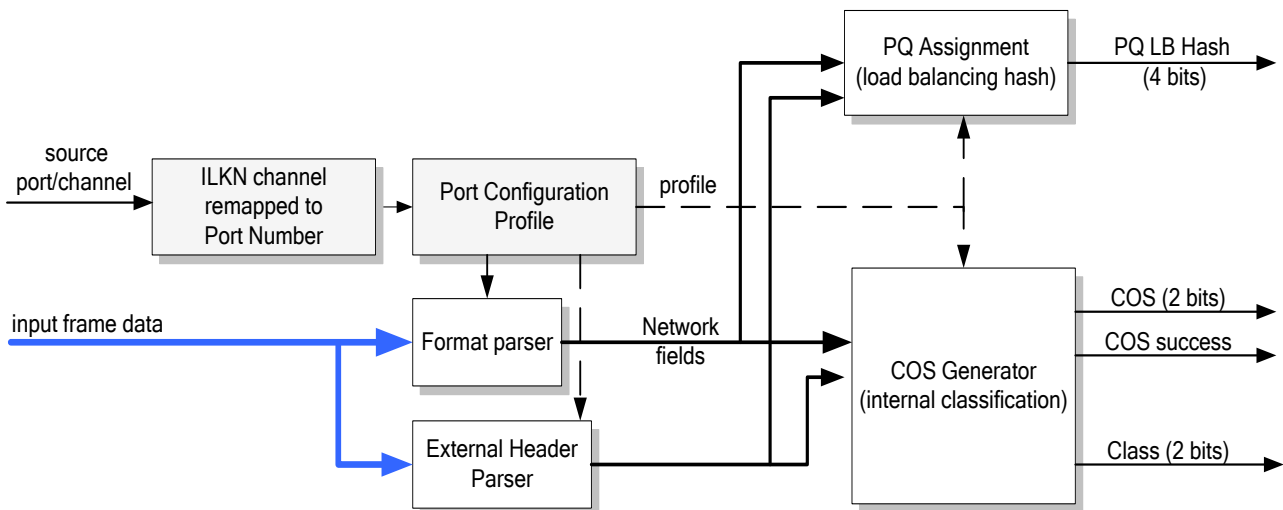 PQ Assignment
(load balancing hash)
PQ LB Hash
(4 bits)
source
port/channel
ILKN channel
remapped to
Port Number
Port Configuration
Profile
profile
input frame data
Format parser
Network
fields
External Header
Parser
COS Generator
(internal classification)
COS (2 bits)
COS success
Class (2 bits)